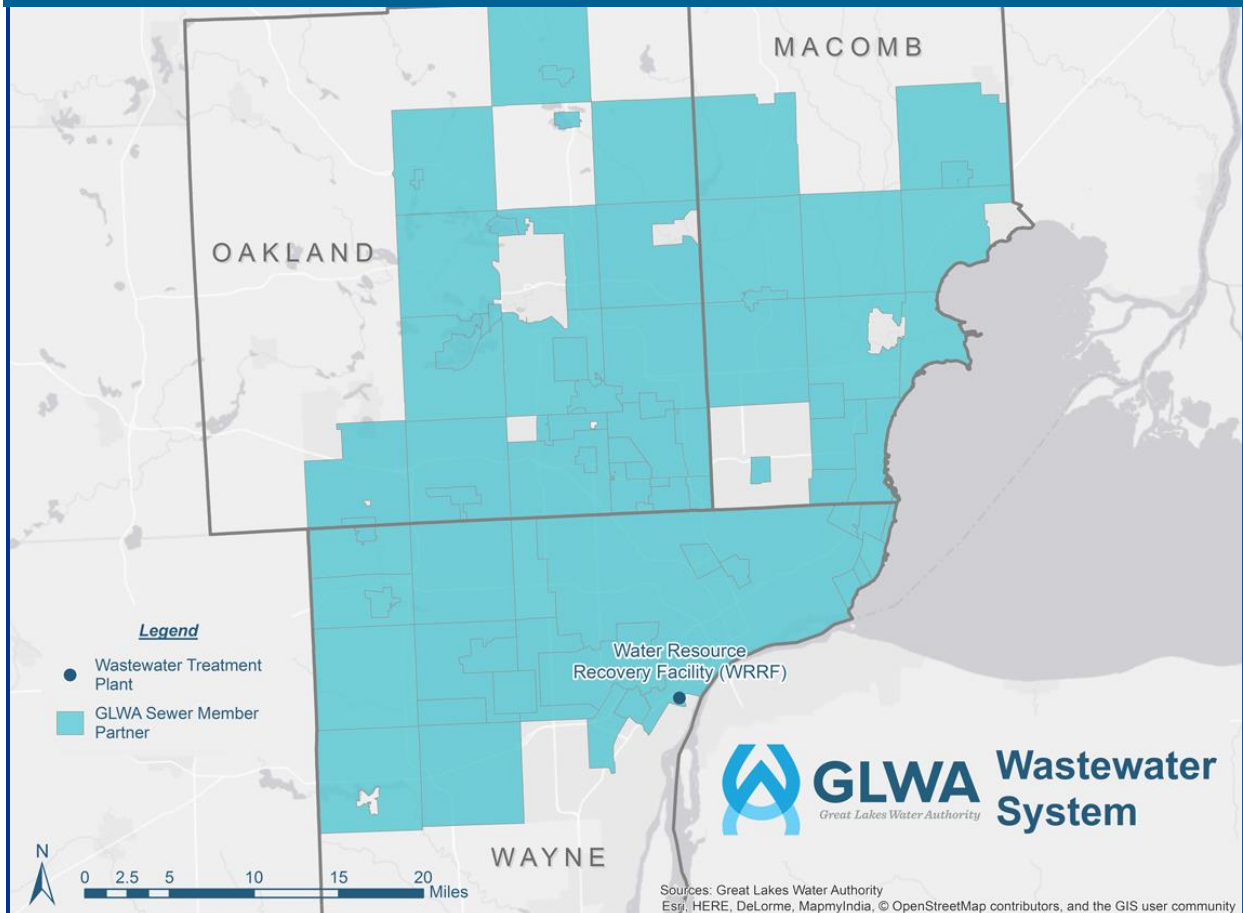 MACOMB
OAKLAND
Legend
Wastewater Treatment
Plant
GLWA Sewer Member
Partner
Water Resource
Recovery Facility (WRRF)
GLWA
Great Lakes Water Authority
Wastewater
System
N
0 2.5 5 10 15 20
Miles
WAYNE
Sources: Great Lakes Water Authority
Esri, HERE, DeLorme, MapmyIndia, © OpenStreetMap contributors, and the GIS user community